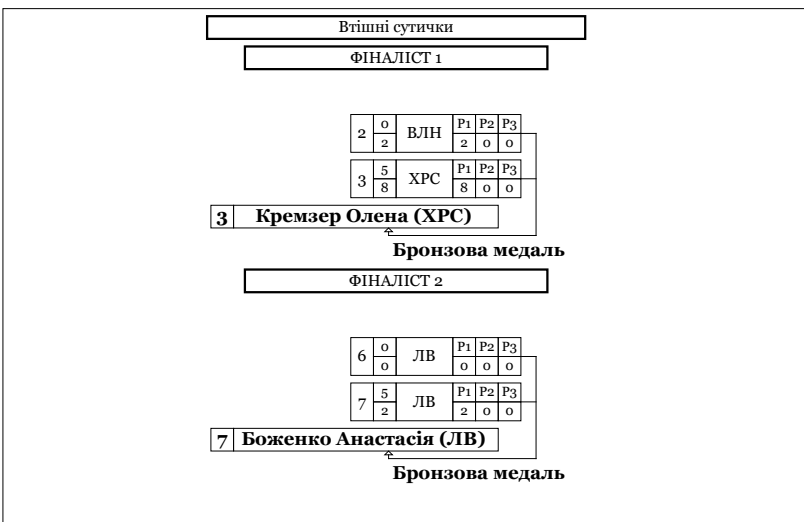 Втішні сутички
ФІНАЛІСТ 1
2 0 ВЛН P1 P2 P3
2 2 0 0
3 5 ХРС P1 P2 P3
8 8 0 0
3 Кремзер Олена (ХРС)
Бронзова медаль
ФІНАЛІСТ 2
6 0 ЛВ P1 P2 P3
0 0 0 0
7 5 ЛВ P1 P2 P3
2 2 0 0
7 Боженко Анастасія (ЛВ)
Бронзова медаль